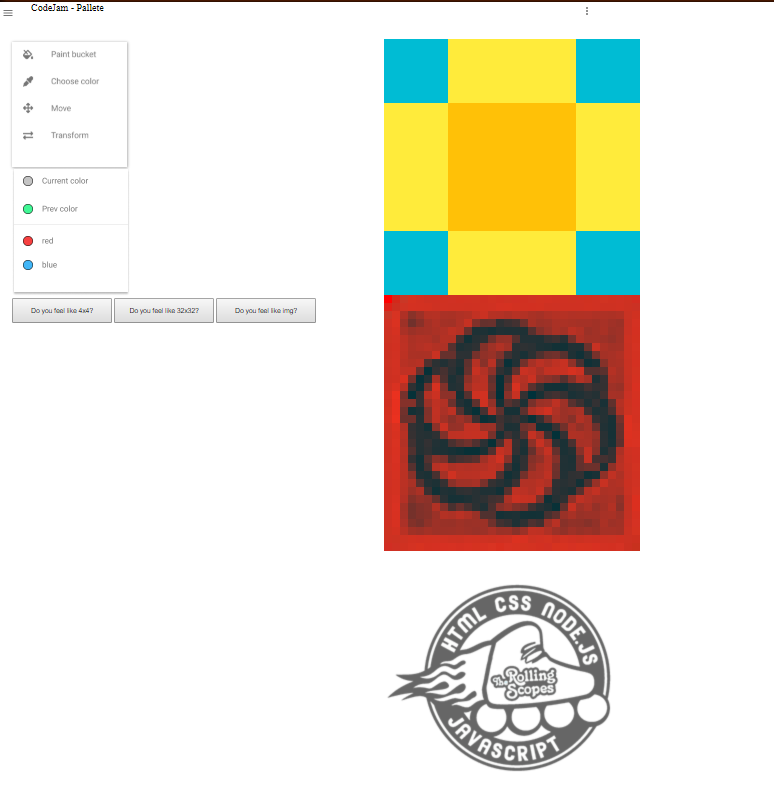 CodeJam - Pallete
Paint bucket
Choose color
Move
Transform
Current color
Prev color
red
blue
Do you feel like 4x4?
Do you feel like 32x32?
Do you feel like img?
HTML CSS NODE.JS
The Rolling
Scopes
JAVASCRIPT